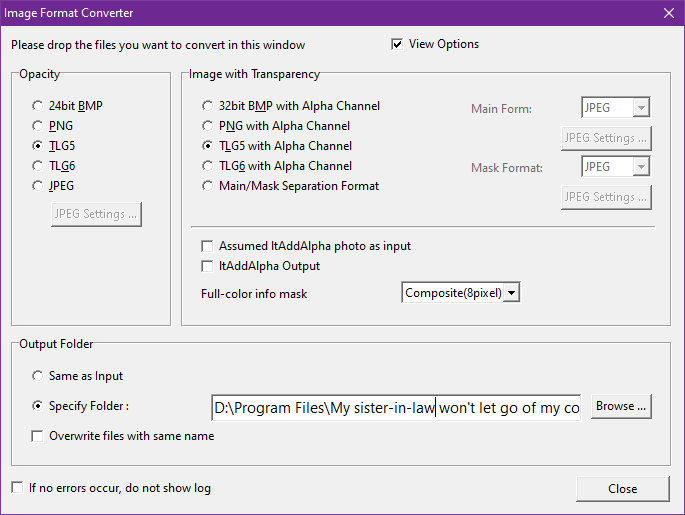 Image Format Converter
Please drop the files you want to convert in this window
View Options
Opacity
24bit BMP
PNG
TLG5
TLG6
JPEG
JPEG Settings ...
Image with Transparency
32bit BMP with Alpha Channel
PNG with Alpha Channel
TLG5 with Alpha Channel
TLG6 with Alpha Channel
Main/Mask Separation Format
Main Form: JPEG
JPEG Settings ...
Mask Format: JPEG
JPEG Settings ...
Assumed ltAddAlpha photo as input
ltAddAlpha Output
Full-color info mask Composite(8pixel)
Output Folder
Same as Input
Specify Folder : D:\Program Files\My sister-in-law won't let go of my co Browse ...
Overwrite files with same name
If no errors occur, do not show log
Close